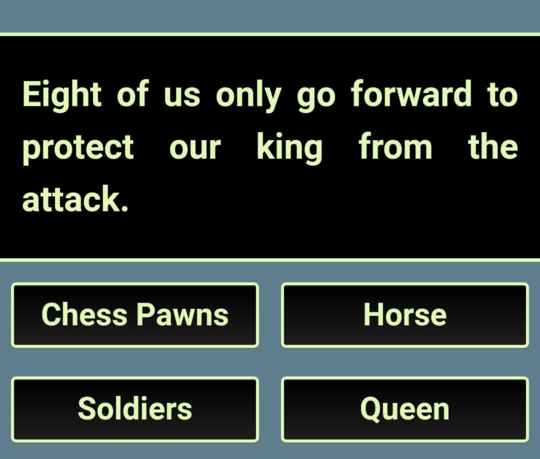 Eight of us only go forward to
protect our king from the
attack.
Chess Pawns
Horse
Soldiers
Queen